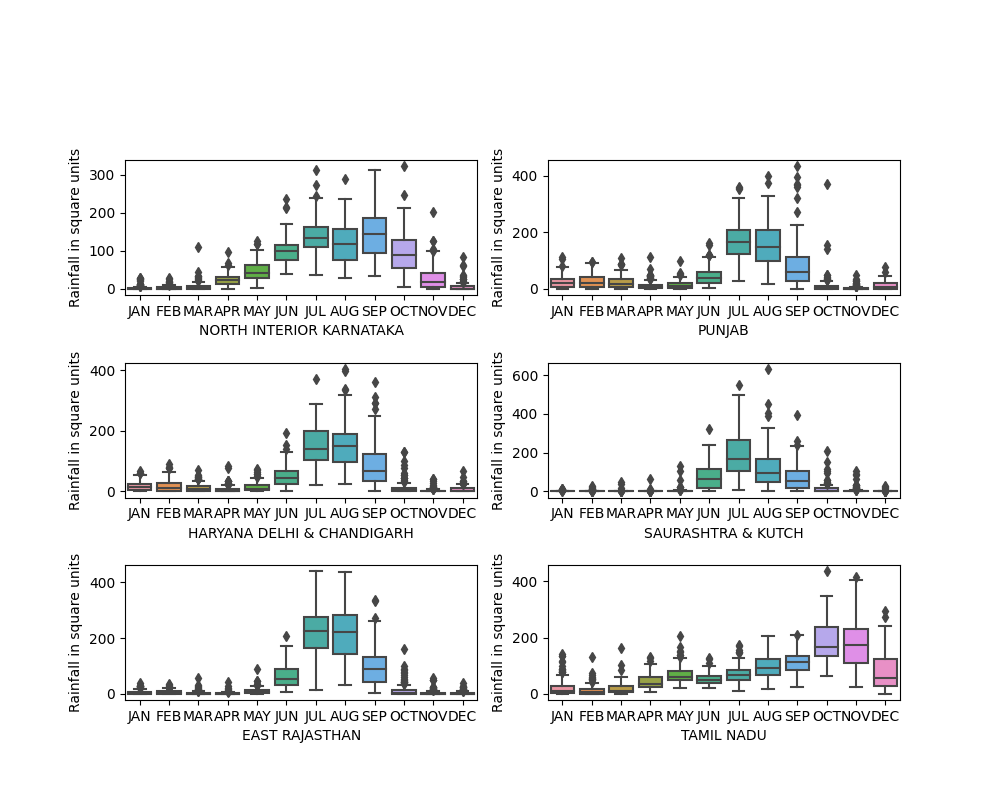 Rainfall in square units
300
200
100
0
JAN FEB MAR APR MAY JUN JUL AUG SEP OCT NOV DEC
NORTH INTERIOR KARNATAKA
Rainfall in square units
400
200
0
JAN FEB MAR APR MAY JUN JUL AUG SEP OCT NOV DEC
PUNJAB
Rainfall in square units
400
200
0
JAN FEB MAR APR MAY JUN JUL AUG SEP OCT NOV DEC
HARYANA DELHI & CHANDIGARH
Rainfall in square units
600
400
200
0
JAN FEB MAR APR MAY JUN JUL AUG SEP OCT NOV DEC
SAURASHTRA & KUTCH
Rainfall in square units
400
200
0
JAN FEB MAR APR MAY JUN JUL AUG SEP OCT NOV DEC
EAST RAJASTHAN
Rainfall in square units
400
200
0
JAN FEB MAR APR MAY JUN JUL AUG SEP OCT NOV DEC
TAMIL NADU